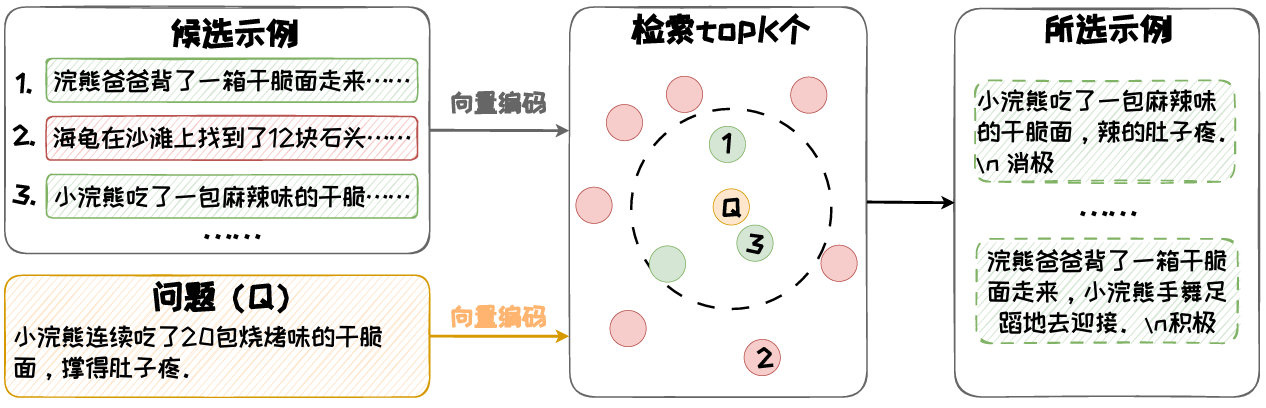 候选示例
1. 浣熊爸爸背了一箱干脆面走来……
2. 海龟在沙滩上找到了12块石头……
3. 小浣熊吃了一包麻辣味的干脆……
……
问题（Q）
小浣熊连续吃了20包烧烤味的干脆
面，撑得肚子疼.
向量编码
向量编码
检索topK个
1
Q
3
2
所选示例
小浣熊吃了一包麻辣味
的干脆面，辣的肚子疼.
\n 消极
……
浣熊爸爸背了一箱干脆
面走来，小浣熊手舞足
蹈地去迎接. \n积极